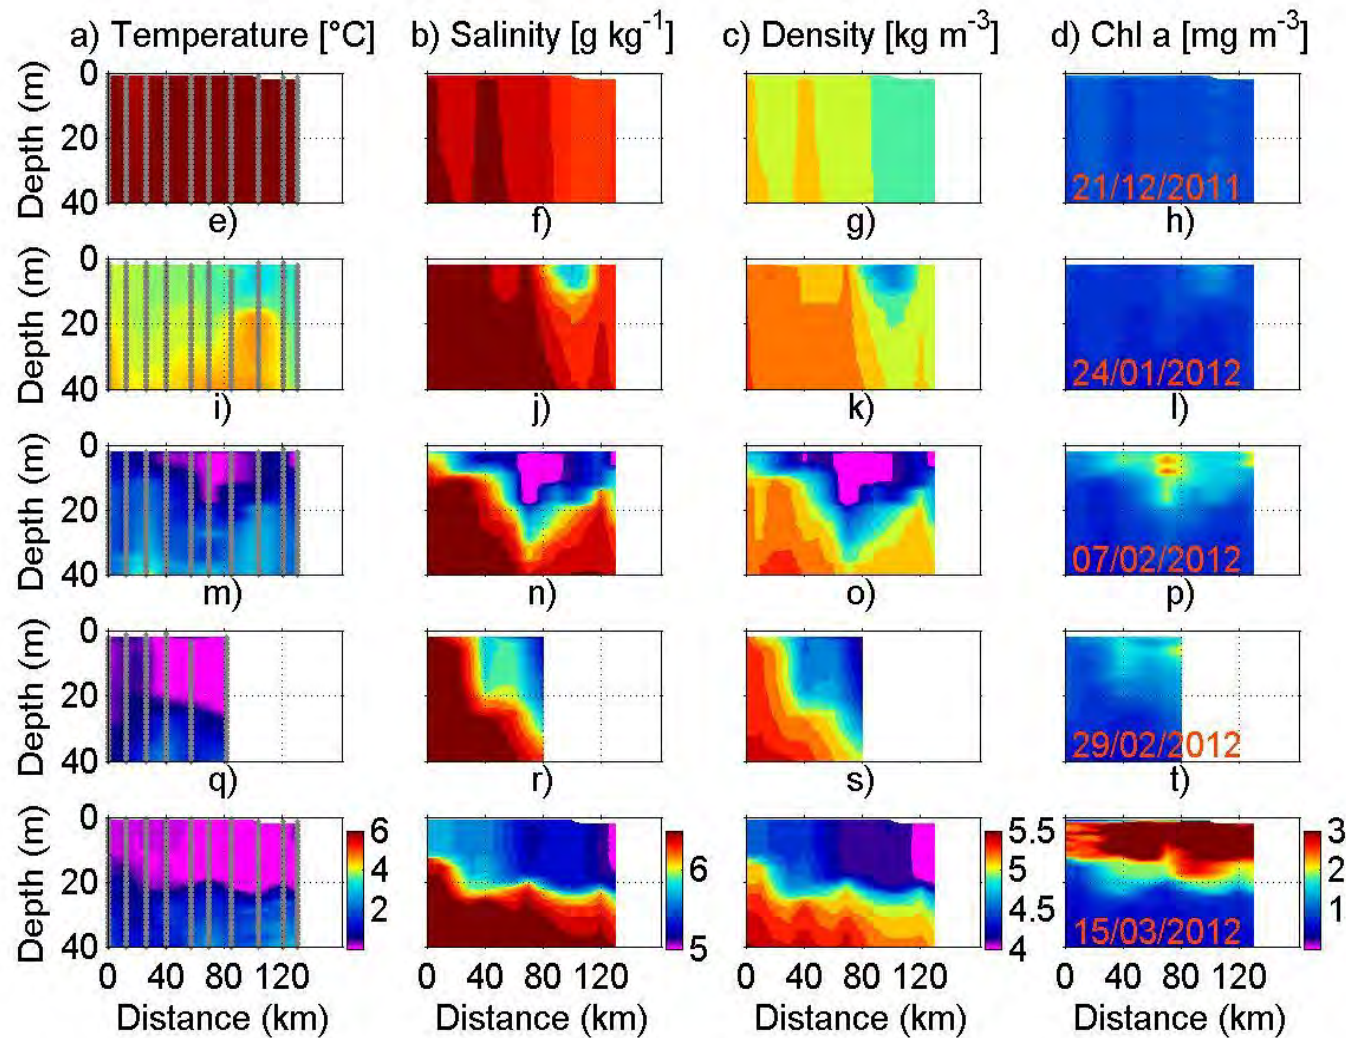 a) Temperature [°C] b) Salinity [g kg⁻¹] c) Density [kg m⁻³] d) Chl a [mg m⁻³]
Depth (m)
0
20
40
21/12/2011
e) f) g) h)
Depth (m)
0
20
40
24/01/2012
i) j) k) l)
Depth (m)
0
20
40
07/02/2012
m) n) o) p)
Depth (m)
0
20
40
29/02/2012
q) r) s) t)
Depth (m)
0
20
40
6
4
2
6
5
5.5
5
4.5
4
3
2
1
15/03/2012
0 40 80 120 0 40 80 120 0 40 80 120 0 40 80 120
Distance (km) Distance (km) Distance (km) Distance (km)